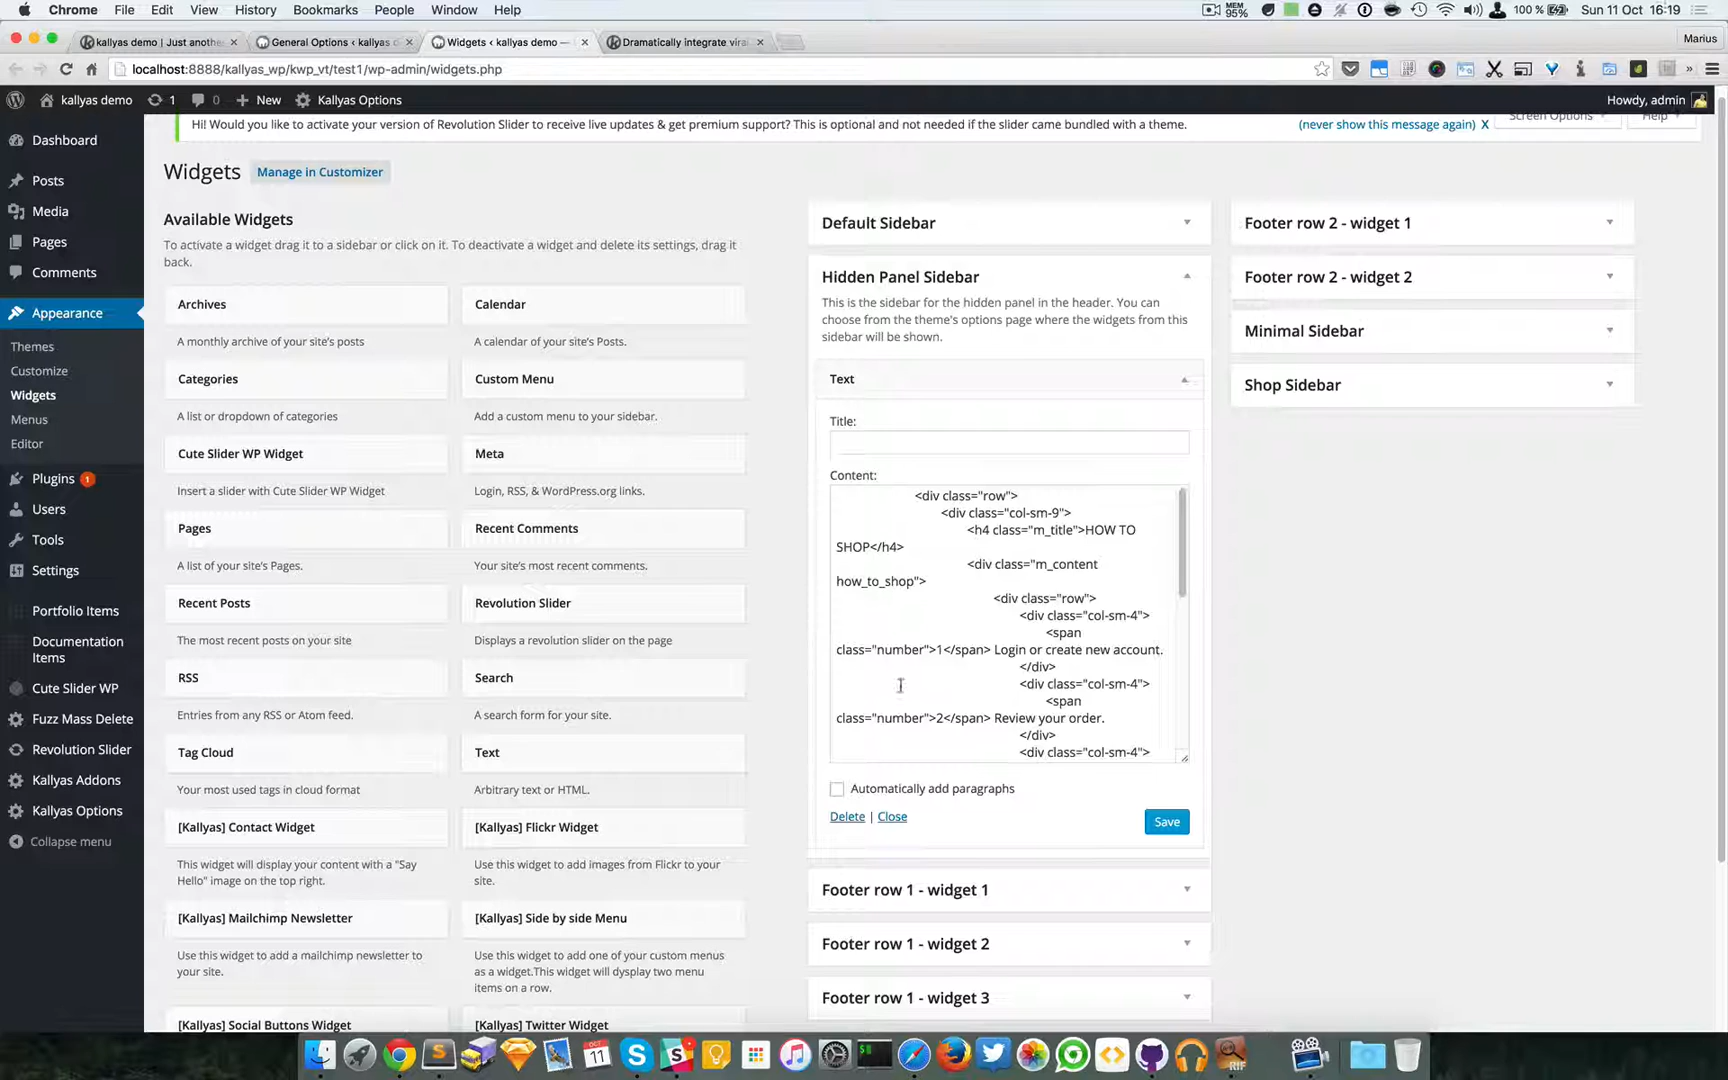 Chrome File Edit View History Bookmarks People Window Help
MEM 95% 100 % Sun 11 Oct 16:19
kallyas demo | Just anothe
General Options ‹ kallyas d
Widgets ‹ kallyas demo —
Dramatically integrate vira
Marius
localhost:8888/kallyas_wp/kwp_vt/test1/wp-admin/widgets.php
kallyas demo 1 0 New Kallyas Options
Howdy, admin
Hi! Would you like to activate your version of Revolution Slider to receive live updates & get premium support? This is optional and not needed if the slider came bundled with a theme.
(never show this message again) X
Screen Options Help
Dashboard
Posts
Media
Pages
Comments
Appearance
Themes
Customize
Widgets
Menus
Editor
Plugins 1
Users
Tools
Settings
Portfolio Items
Documentation
Items
Cute Slider WP
Fuzz Mass Delete
Revolution Slider
Kallyas Addons
Kallyas Options
Collapse menu
Widgets Manage in Customizer
Available Widgets
To activate a widget drag it to a sidebar or click on it. To deactivate a widget and delete its settings, drag it
back.
Archives
A monthly archive of your site's posts
Calendar
A calendar of your site's Posts.
Categories
A list or dropdown of categories
Custom Menu
Add a custom menu to your sidebar.
Cute Slider WP Widget
Insert a slider with Cute Slider WP Widget
Meta
Login, RSS, & WordPress.org links.
Pages
A list of your site's Pages.
Recent Comments
Your site's most recent comments.
Recent Posts
The most recent posts on your site
Revolution Slider
Displays a revolution slider on the page
RSS
Entries from any RSS or Atom feed.
Search
A search form for your site.
Tag Cloud
Your most used tags in cloud format
Text
Arbitrary text or HTML.
[Kallyas] Contact Widget
This widget will display your content with a "Say
Hello" image on the top right.
[Kallyas] Flickr Widget
Use this widget to add images from Flickr to your
site.
[Kallyas] Mailchimp Newsletter
Use this widget to add a mailchimp newsletter to
your site.
[Kallyas] Side by side Menu
Use this widget to add one of your custom menus
as a widget.This widget will dysplay two menu
items on a row.
[Kallyas] Social Buttons Widget
[Kallyas] Twitter Widget
Default Sidebar
Hidden Panel Sidebar
This is the sidebar for the hidden panel in the header. You can
choose from the theme's options page where the widgets from this
sidebar will be shown.
Text
Title:
Content:
<div class="row">
<div class="col-sm-9">
<h4 class="m_title">HOW TO
SHOP</h4>
<div class="m_content
how_to_shop">
<div class="row">
<div class="col-sm-4">
<span
class="number">1</span> Login or create new account.
</div>
<div class="col-sm-4">
<span
class="number">2</span> Review your order.
</div>
<div class="col-sm-4">
Automatically add paragraphs
Delete | Close
Save
Footer row 1 - widget 1
Footer row 1 - widget 2
Footer row 1 - widget 3
Footer row 2 - widget 1
Footer row 2 - widget 2
Minimal Sidebar
Shop Sidebar